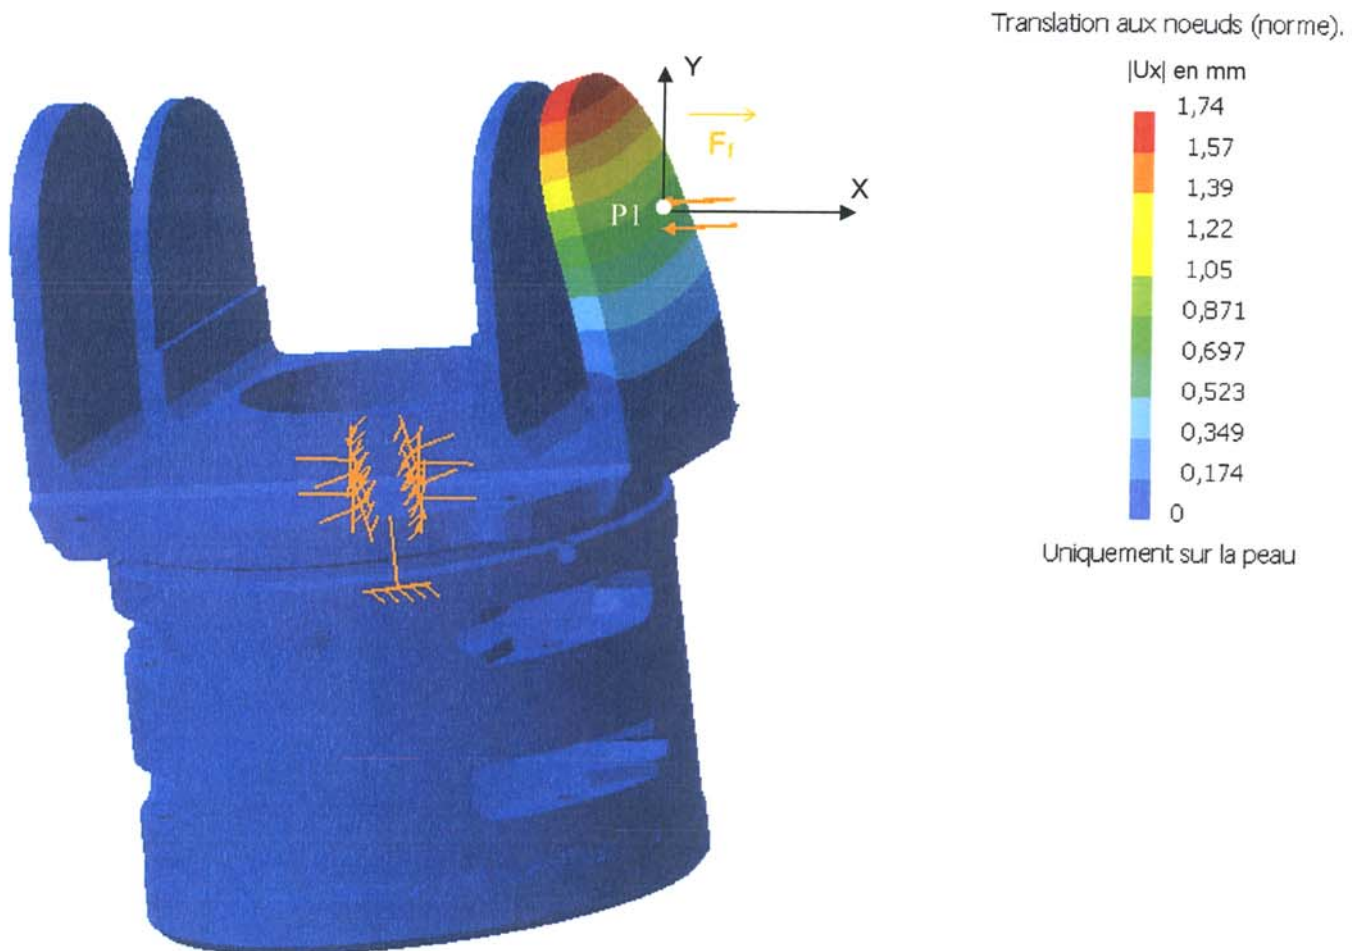 Translation aux noeuds (norme).
|Ux| en mm
1,74
1,57
1,39
1,22
1,05
0,871
0,697
0,523
0,349
0,174
0
Uniquement sur la peau
Y
F_f
P1
X